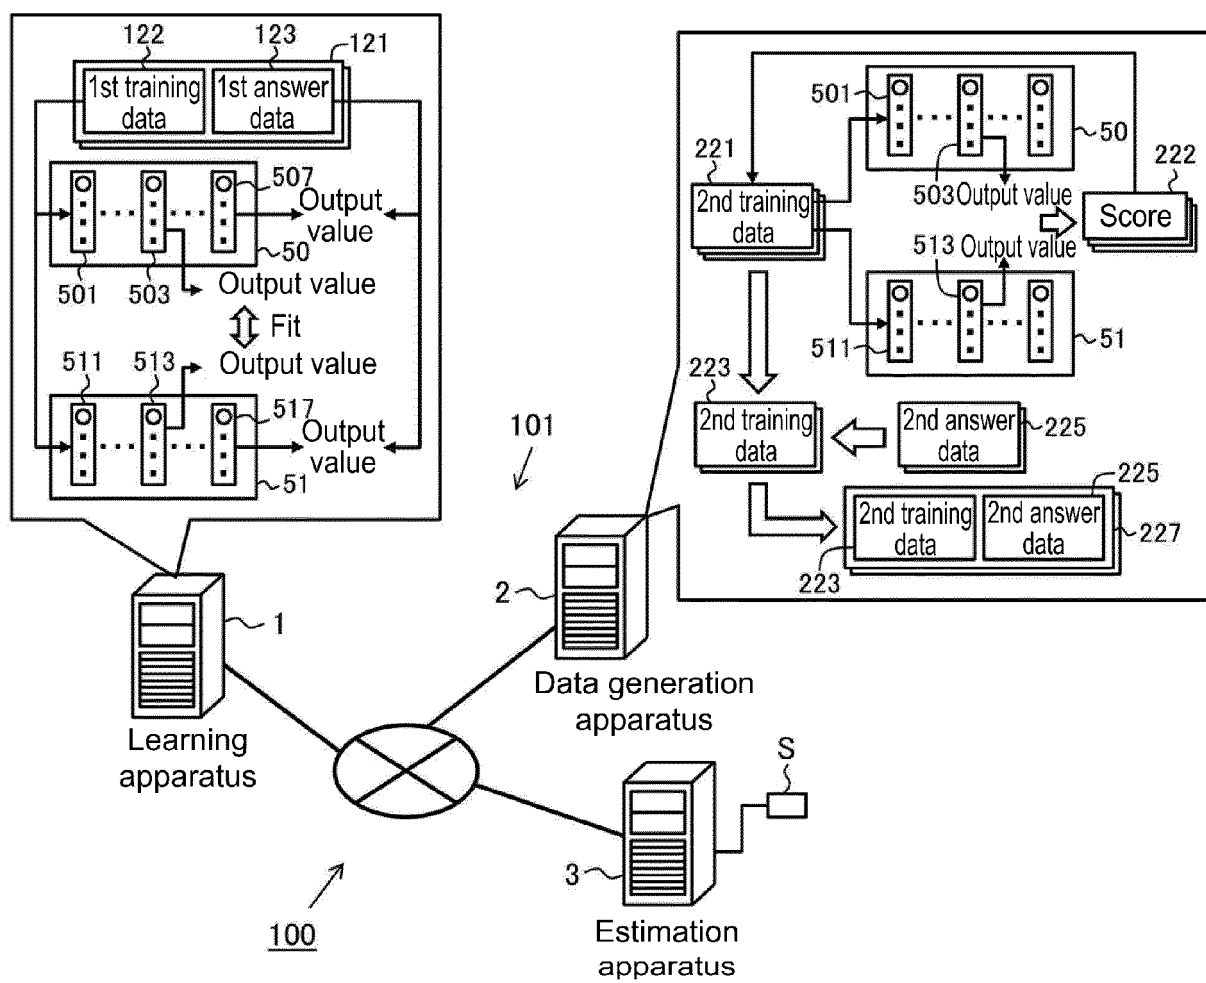 122
123
121
1st training
data
1st answer
data
507
Output
value
50
501
503
Output value
Fit
Output value
511
513
517
Output
value
51
501
50
221
222
503
Output value
2nd training
data
Score
513
Output value
511
51
223
2nd training
data
2nd answer
data
225
225
2nd training
data
2nd answer
data
227
223
101
1
Learning
apparatus
2
Data generation
apparatus
S
3
Estimation
apparatus
100